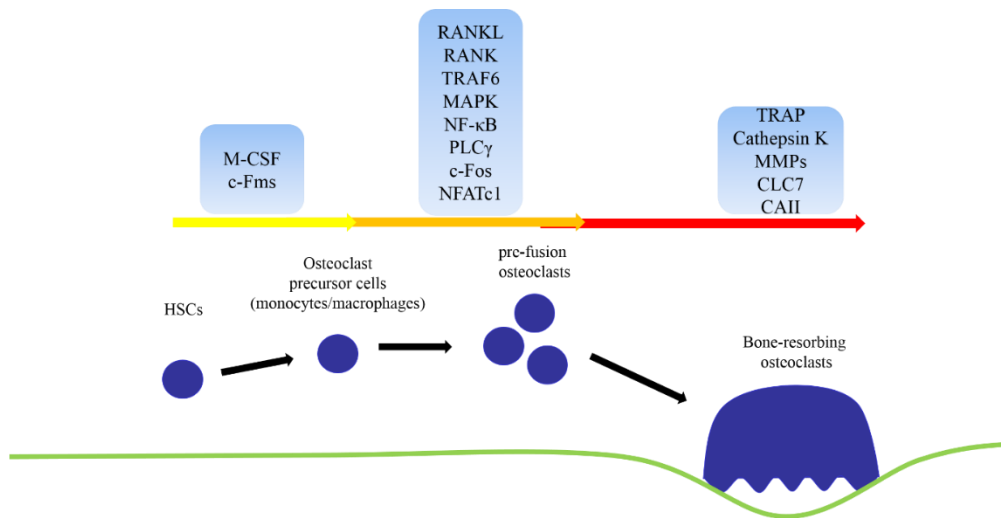 RANKL
RANK
TRAF6
MAPK
NF-κB
PLCγ
c-Fos
NFATc1
M-CSF
c-Fms
TRAP
Cathepsin K
MMPs
CLC7
CAII
HSCs
Osteoclast
precursor cells
(monocytes/macrophages)
pre-fusion
osteoclasts
Bone-resorbing
osteoclasts